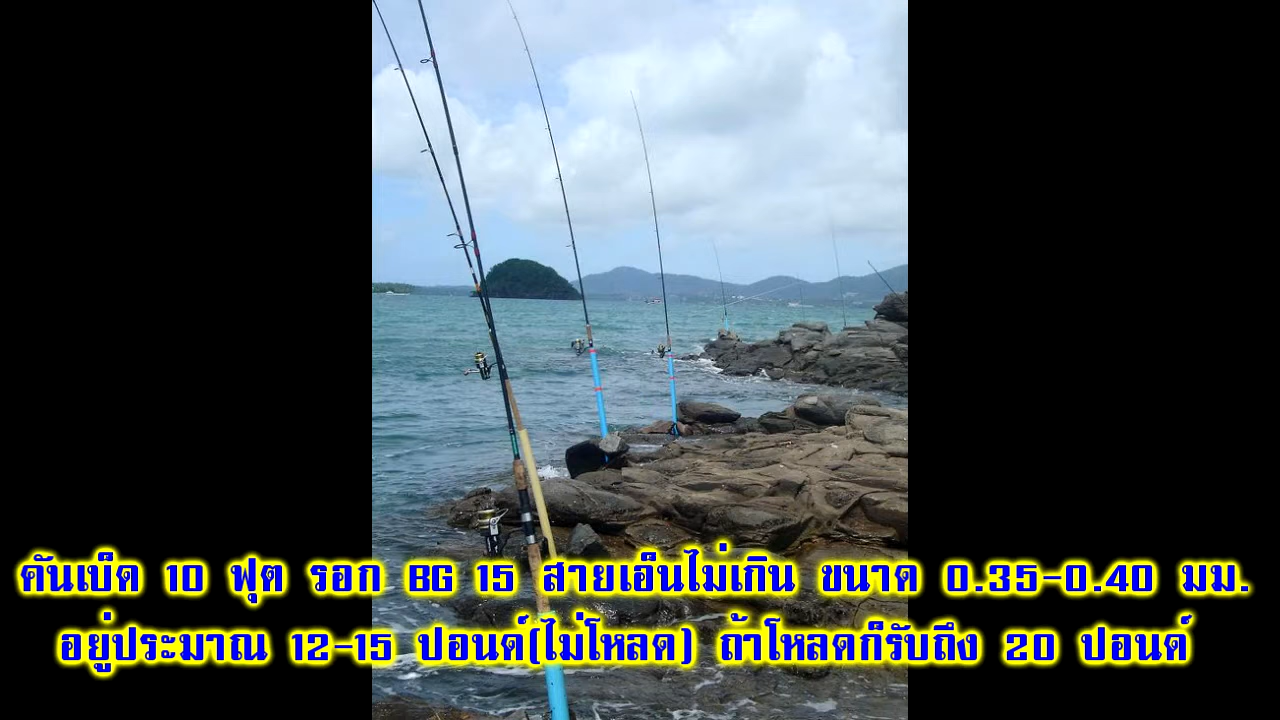 คันเบ็ด 10 ฟุต รอก BG 15 สายเอ็นไม่เกิน ขนาด 0.35-0.40 มม.
อยู่ประมาณ 12-15 ปอนด์(ไม่โหลด) ถ้าโหลดก็รับถึง 20 ปอนด์